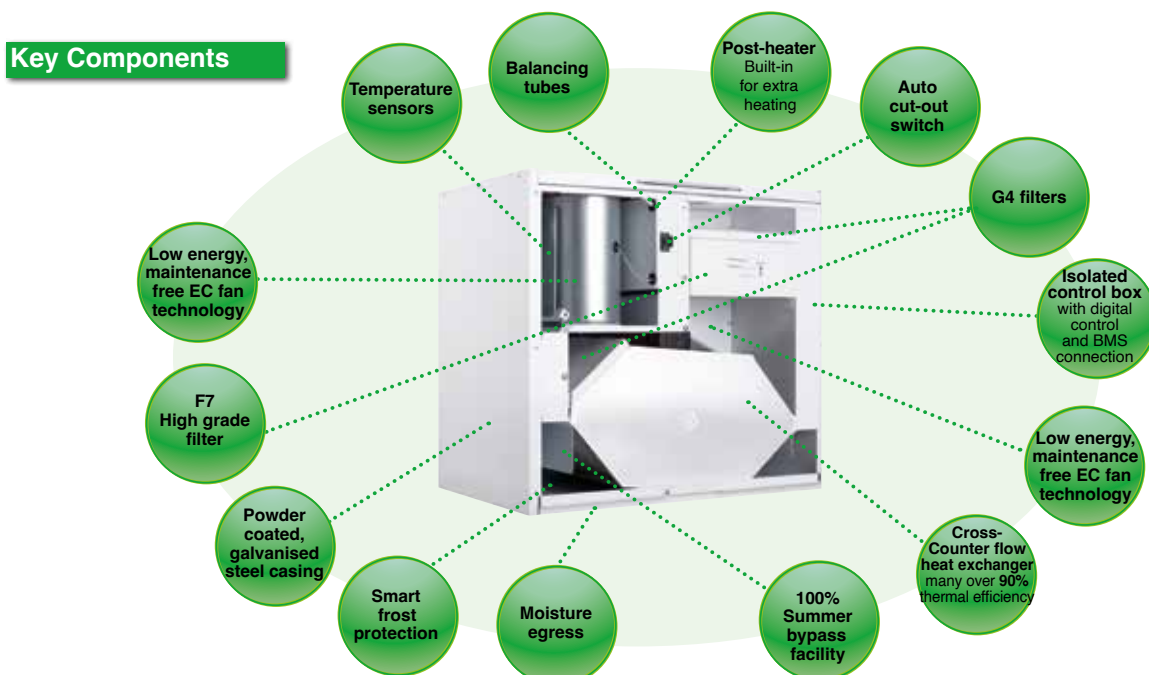 Key Components
Temperature
sensors
Balancing
tubes
Post-heater
Built-in
for extra
heating
Auto
cut-out
switch
G4 filters
Low energy,
maintenance
free EC fan
technology
Isolated
control box
with digital
control
and BMS
connection
F7
High grade
filter
Low energy,
maintenance
free EC fan
technology
Powder
coated,
galvanised
steel casing
Smart
frost
protection
Moisture
egress
100%
Summer
bypass
facility
Cross-
Counter flow
heat exchanger
many over 90%
thermal efficiency